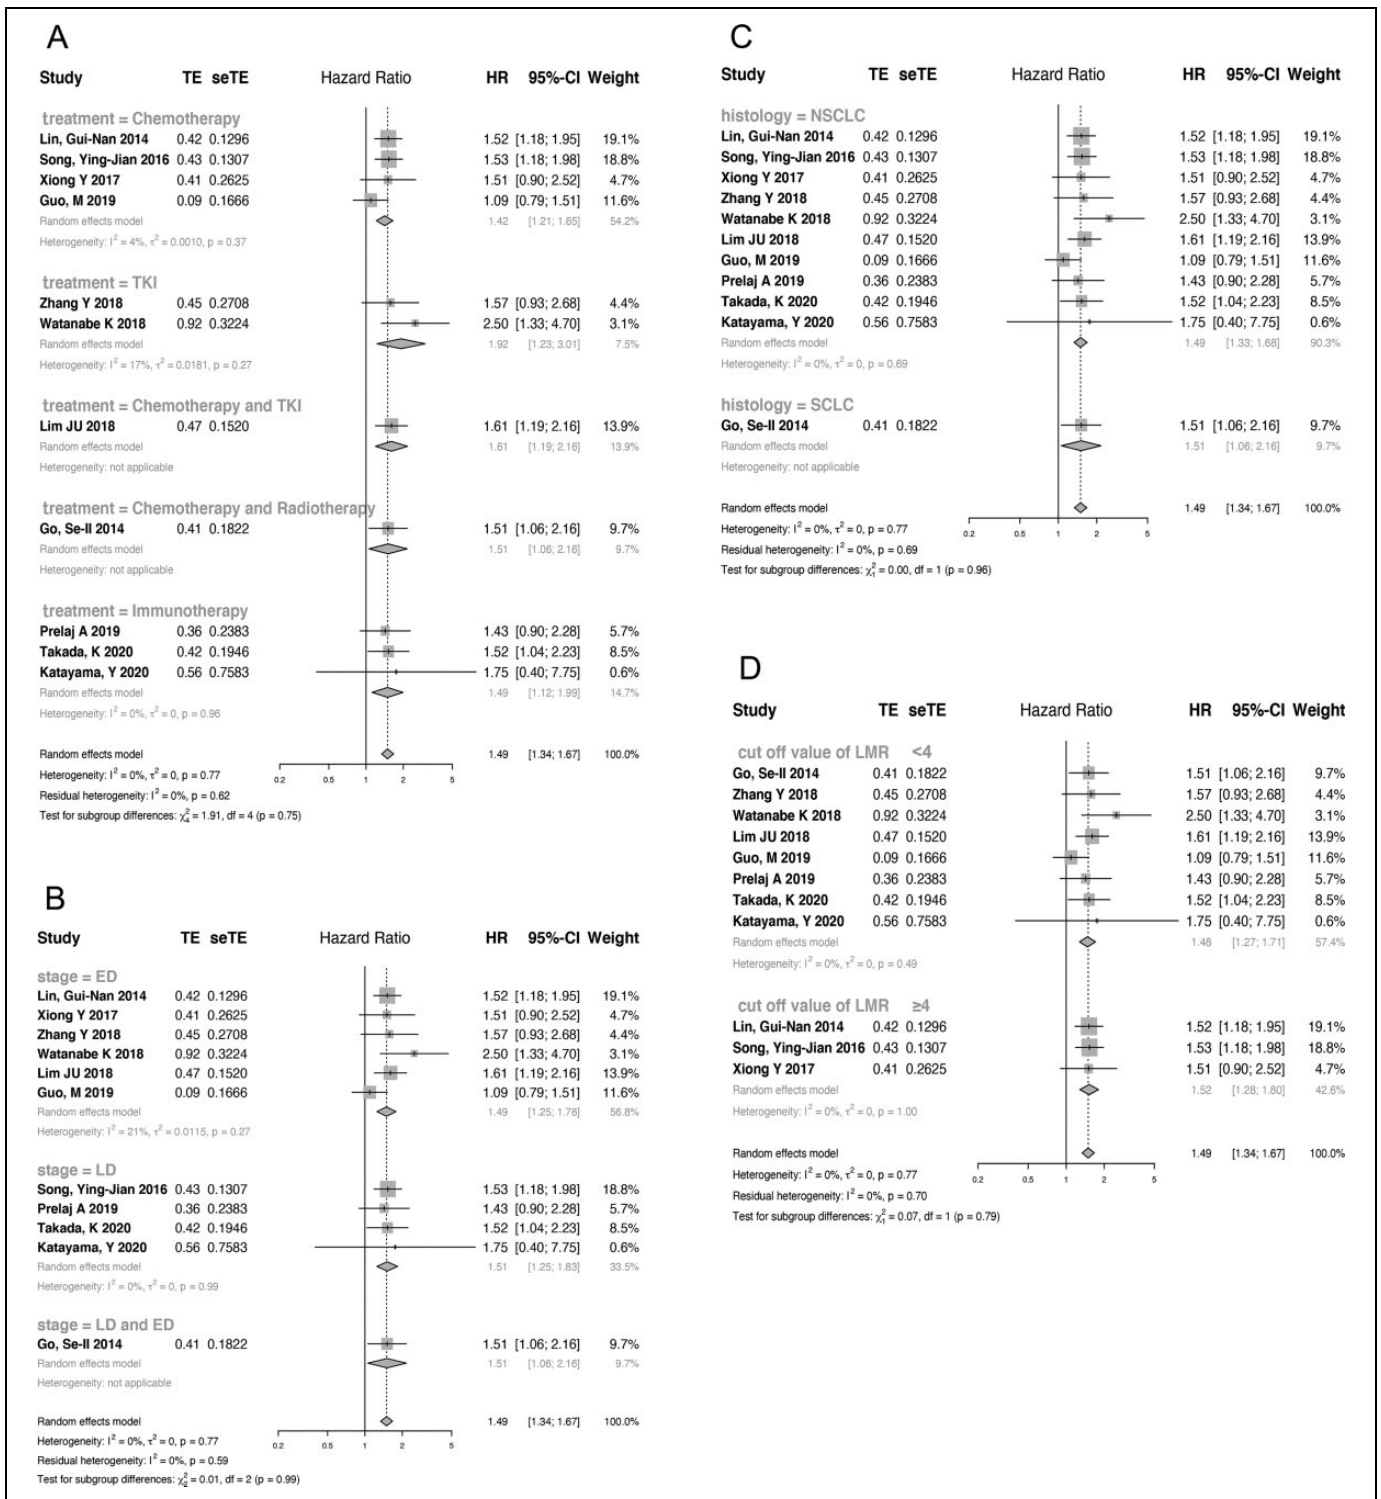 A
Study TE seTE Hazard Ratio HR 95%-CI Weight
treatment = Chemotherapy
Lin, Gui-Nan 2014 0.42 0.1296 1.52 [1.18; 1.95] 19.1%
Song, Ying-Jian 2016 0.43 0.1307 1.53 [1.18; 1.98] 18.8%
Xiong Y 2017 0.41 0.2625 1.51 [0.90; 2.52] 4.7%
Guo, M 2019 0.09 0.1666 1.09 [0.79; 1.51] 11.6%
Random effects model 1.42 [1.21; 1.65] 54.2%
Heterogeneity: I² = 4%, τ² = 0.0010, p = 0.37
treatment = TKI
Zhang Y 2018 0.45 0.2708 1.57 [0.93; 2.68] 4.4%
Watanabe K 2018 0.92 0.3224 2.50 [1.33; 4.70] 3.1%
Random effects model 1.92 [1.23; 3.01] 7.5%
Heterogeneity: I² = 17%, τ² = 0.0181, p = 0.27
treatment = Chemotherapy and TKI
Lim JU 2018 0.47 0.1520 1.61 [1.19; 2.16] 13.9%
Random effects model 1.61 [1.19; 2.16] 13.9%
Heterogeneity: not applicable
treatment = Chemotherapy and Radiotherapy
Go, Se-Il 2014 0.41 0.1822 1.51 [1.06; 2.16] 9.7%
Random effects model 1.51 [1.06; 2.16] 9.7%
Heterogeneity: not applicable
treatment = Immunotherapy
Prelaj A 2019 0.36 0.2383 1.43 [0.90; 2.28] 5.7%
Takada, K 2020 0.42 0.1946 1.52 [1.04; 2.23] 8.5%
Katayama, Y 2020 0.56 0.7583 1.75 [0.40; 7.75] 0.6%
Random effects model 1.49 [1.12; 1.99] 14.7%
Heterogeneity: I² = 0%, τ² = 0, p = 0.96
Random effects model 1.49 [1.34; 1.67] 100.0%
Heterogeneity: I² = 0%, τ² = 0, p = 0.77
0.2 0.5 1 2 5
Residual heterogeneity: I² = 0%, p = 0.62
Test for subgroup differences: χ²₄ = 1.91, df = 4 (p = 0.75)
B
Study TE seTE Hazard Ratio HR 95%-CI Weight
stage = ED
Lin, Gui-Nan 2014 0.42 0.1296 1.52 [1.18; 1.95] 19.1%
Xiong Y 2017 0.41 0.2625 1.51 [0.90; 2.52] 4.7%
Zhang Y 2018 0.45 0.2708 1.57 [0.93; 2.68] 4.4%
Watanabe K 2018 0.92 0.3224 2.50 [1.33; 4.70] 3.1%
Lim JU 2018 0.47 0.1520 1.61 [1.19; 2.16] 13.9%
Guo, M 2019 0.09 0.1666 1.09 [0.79; 1.51] 11.6%
Random effects model 1.49 [1.25; 1.78] 56.8%
Heterogeneity: I² = 21%, τ² = 0.0115, p = 0.27
stage = LD
Song, Ying-Jian 2016 0.43 0.1307 1.53 [1.18; 1.98] 18.8%
Prelaj A 2019 0.36 0.2383 1.43 [0.90; 2.28] 5.7%
Takada, K 2020 0.42 0.1946 1.52 [1.04; 2.23] 8.5%
Katayama, Y 2020 0.56 0.7583 1.75 [0.40; 7.75] 0.6%
Random effects model 1.51 [1.25; 1.83] 33.5%
Heterogeneity: I² = 0%, τ² = 0, p = 0.99
stage = LD and ED
Go, Se-Il 2014 0.41 0.1822 1.51 [1.06; 2.16] 9.7%
Random effects model 1.51 [1.06; 2.16] 9.7%
Heterogeneity: not applicable
Random effects model 1.49 [1.34; 1.67] 100.0%
Heterogeneity: I² = 0%, τ² = 0, p = 0.77
0.2 0.5 1 2 5
Residual heterogeneity: I² = 0%, p = 0.59
Test for subgroup differences: χ²₂ = 0.01, df = 2 (p = 0.99)
C
Study TE seTE Hazard Ratio HR 95%-CI Weight
histology = NSCLC
Lin, Gui-Nan 2014 0.42 0.1296 1.52 [1.18; 1.95] 19.1%
Song, Ying-Jian 2016 0.43 0.1307 1.53 [1.18; 1.98] 18.8%
Xiong Y 2017 0.41 0.2625 1.51 [0.90; 2.52] 4.7%
Zhang Y 2018 0.45 0.2708 1.57 [0.93; 2.68] 4.4%
Watanabe K 2018 0.92 0.3224 2.50 [1.33; 4.70] 3.1%
Lim JU 2018 0.47 0.1520 1.61 [1.19; 2.16] 13.9%
Guo, M 2019 0.09 0.1666 1.09 [0.79; 1.51] 11.6%
Prelaj A 2019 0.36 0.2383 1.43 [0.90; 2.28] 5.7%
Takada, K 2020 0.42 0.1946 1.52 [1.04; 2.23] 8.5%
Katayama, Y 2020 0.56 0.7583 1.75 [0.40; 7.75] 0.6%
Random effects model 1.49 [1.33; 1.68] 90.3%
Heterogeneity: I² = 0%, τ² = 0, p = 0.69
histology = SCLC
Go, Se-Il 2014 0.41 0.1822 1.51 [1.06; 2.16] 9.7%
Random effects model 1.51 [1.06; 2.16] 9.7%
Heterogeneity: not applicable
Random effects model 1.49 [1.34; 1.67] 100.0%
Heterogeneity: I² = 0%, τ² = 0, p = 0.77
0.2 0.5 1 2 5
Residual heterogeneity: I² = 0%, p = 0.69
Test for subgroup differences: χ²₁ = 0.00, df = 1 (p = 0.96)
D
Study TE seTE Hazard Ratio HR 95%-CI Weight
cut off value of LMR <4
Go, Se-Il 2014 0.41 0.1822 1.51 [1.06; 2.16] 9.7%
Zhang Y 2018 0.45 0.2708 1.57 [0.93; 2.68] 4.4%
Watanabe K 2018 0.92 0.3224 2.50 [1.33; 4.70] 3.1%
Lim JU 2018 0.47 0.1520 1.61 [1.19; 2.16] 13.9%
Guo, M 2019 0.09 0.1666 1.09 [0.79; 1.51] 11.6%
Prelaj A 2019 0.36 0.2383 1.43 [0.90; 2.28] 5.7%
Takada, K 2020 0.42 0.1946 1.52 [1.04; 2.23] 8.5%
Katayama, Y 2020 0.56 0.7583 1.75 [0.40; 7.75] 0.6%
Random effects model 1.48 [1.27; 1.71] 57.4%
Heterogeneity: I² = 0%, τ² = 0, p = 0.49
cut off value of LMR ≥4
Lin, Gui-Nan 2014 0.42 0.1296 1.52 [1.18; 1.95] 19.1%
Song, Ying-Jian 2016 0.43 0.1307 1.53 [1.18; 1.98] 18.8%
Xiong Y 2017 0.41 0.2625 1.51 [0.90; 2.52] 4.7%
Random effects model 1.52 [1.28; 1.80] 42.6%
Heterogeneity: I² = 0%, τ² = 0, p = 1.00
Random effects model 1.49 [1.34; 1.67] 100.0%
Heterogeneity: I² = 0%, τ² = 0, p = 0.77
0.2 0.5 1 2 5
Residual heterogeneity: I² = 0%, p = 0.70
Test for subgroup differences: χ²₁ = 0.07, df = 1 (p = 0.79)